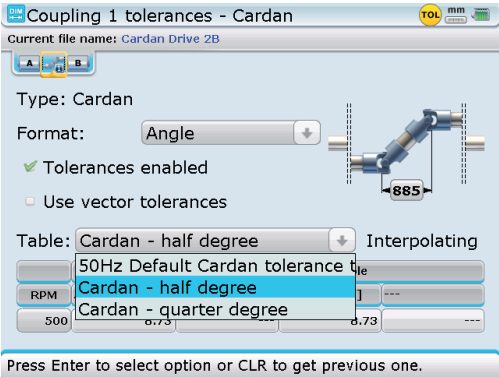 DIM Coupling 1 tolerances - Cardan TOL mm
Current file name: Cardan Drive 2B
A B
Type: Cardan
Format: Angle
Tolerances enabled
885
Use vector tolerances
Table: Cardan - half degree Interpolating
50Hz Default Cardan tolerance t
Cardan - half degree
Cardan - quarter degree
RPM ] ---
500 8.73 --- 8.73 ---
Press Enter to select option or CLR to get previous one.